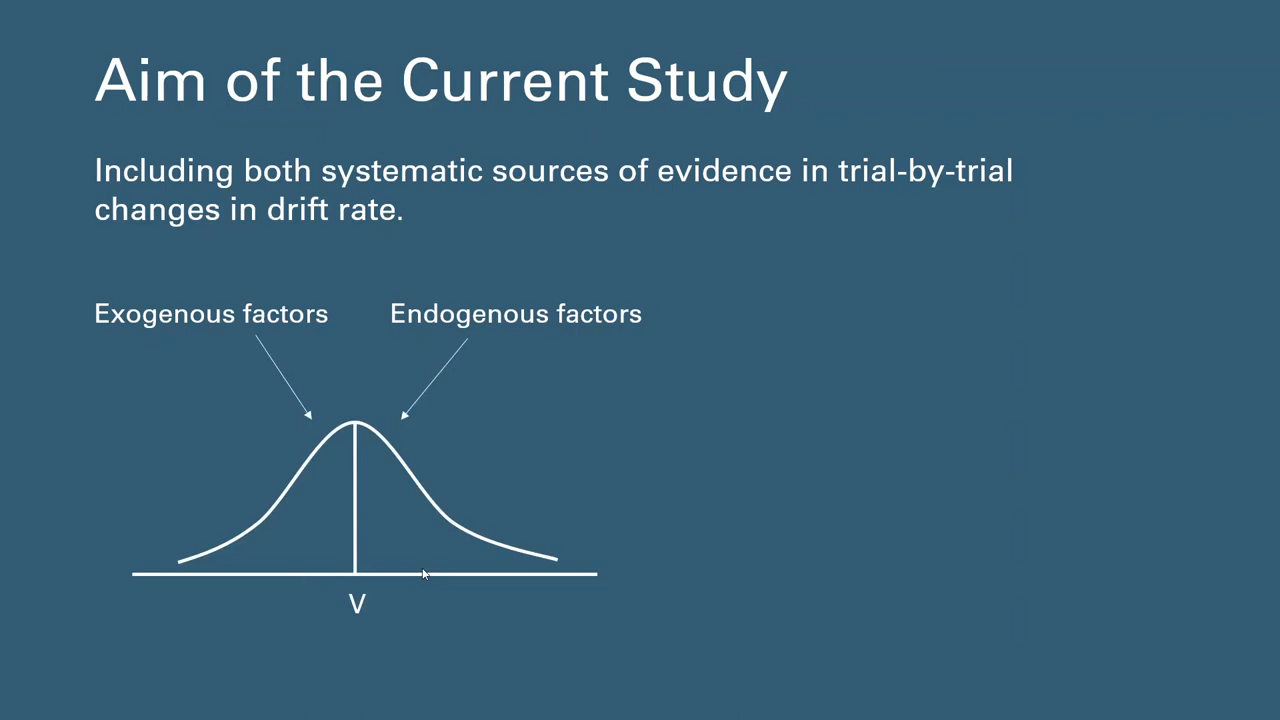 Aim of the Current Study
Including both systematic sources of evidence in trial-by-trial
changes in drift rate.
Exogenous factors
Endogenous factors
V